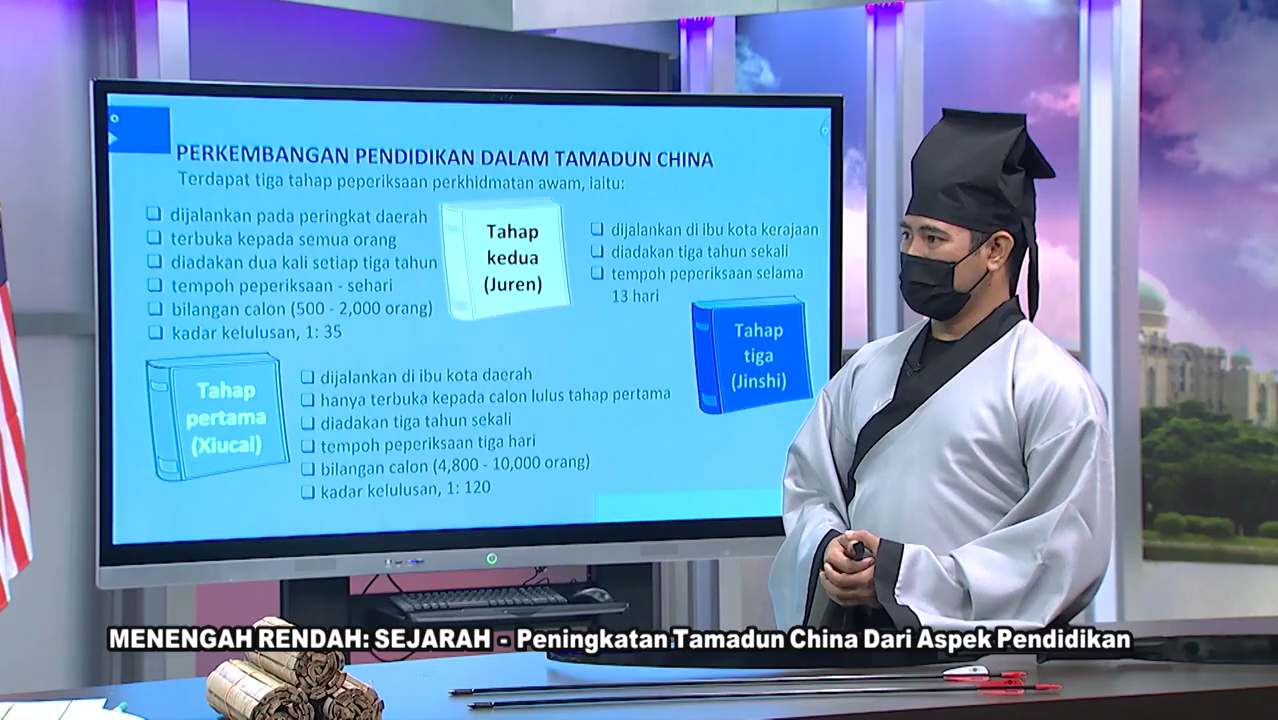 PERKEMBANGAN PENDIDIKAN DALAM TAMADUN CHINA
Terdapat tiga tahap peperiksaan perkhidmatan awam, iaitu:
❑ dijalankan pada peringkat daerah
❑ terbuka kepada semua orang
❑ diadakan dua kali setiap tiga tahun
❑ tempoh peperiksaan - sehari
❑ bilangan calon (500 - 2,000 orang)
❑ kadar kelulusan, 1: 35
Tahap
pertama
(Xiucai)
Tahap
kedua
(Juren)
❑ dijalankan di ibu kota daerah
❑ hanya terbuka kepada calon lulus tahap pertama
❑ diadakan tiga tahun sekali
❑ tempoh peperiksaan tiga hari
❑ bilangan calon (4,800 - 10,000 orang)
❑ kadar kelulusan, 1: 120
❑ dijalankan di ibu kota kerajaan
❑ diadakan tiga tahun sekali
❑ tempoh peperiksaan selama
13 hari
Tahap
tiga
(Jinshi)
MENENGAH RENDAH: SEJARAH - Peningkatan Tamadun China Dari Aspek Pendidikan